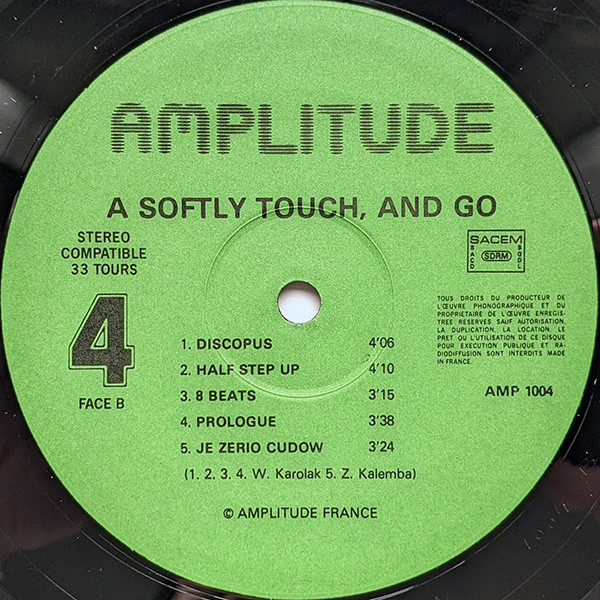 AMPLITUDE
A SOFTLY TOUCH, AND GO
STEREO
COMPATIBLE
33 TOURS
SACEM
SACD
SDRM
SGDL
TOUS DROITS DU PRODUCTEUR DE
L'ŒUVRE PHONOGRAPHIQUE ET DU
PROPRIETAIRE DE L'ŒUVRE ENREGIS-
TREE RESERVES SAUF AUTORISATION,
LA DUPLICATION, LA LOCATION, LE
PRET OU L'UTILISATION DE CE DISQUE
POUR EXECUTION PUBLIQUE ET RA-
DIODIFFUSION SONT INTERDITS MADE
IN FRANCE.
4
FACE B
AMP 1004
1. DISCOPUS 4'06
2. HALF STEP UP 4'10
3. 8 BEATS 3'15
4. PROLOGUE 3'38
5. JE ZERIO CUDOW 3'24
(1. 2. 3. 4. W. Karolak 5. Z. Kalemba)
© AMPLITUDE FRANCE